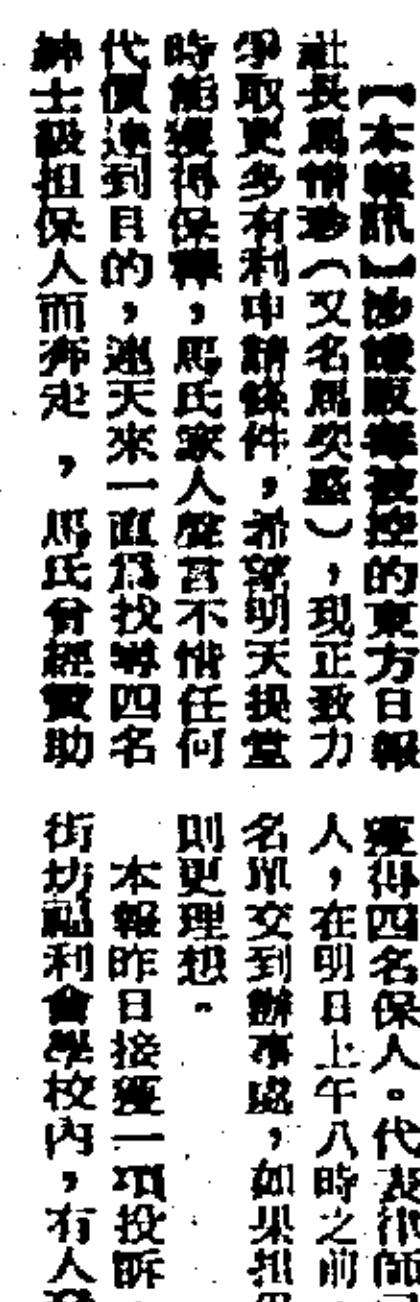 【本報訊】涉嫌販毒被控的東方日報
社長馬惜珍（又名馬奕盛），現正致力
爭取更多有利申請條件，希望明天提堂
時能獲得保釋，馬氏家人聲言不惜任何
代價達到目的，連天來一直為找尋四名
紳士級担保人而奔走，馬氏曾經贊助
獲得四名保人。代表律師
人，在明日上午八時之前
名單交到辦事處，如果担保
則更理想。
本報昨日接獲一項投訴
街坊福利會學校內，有人